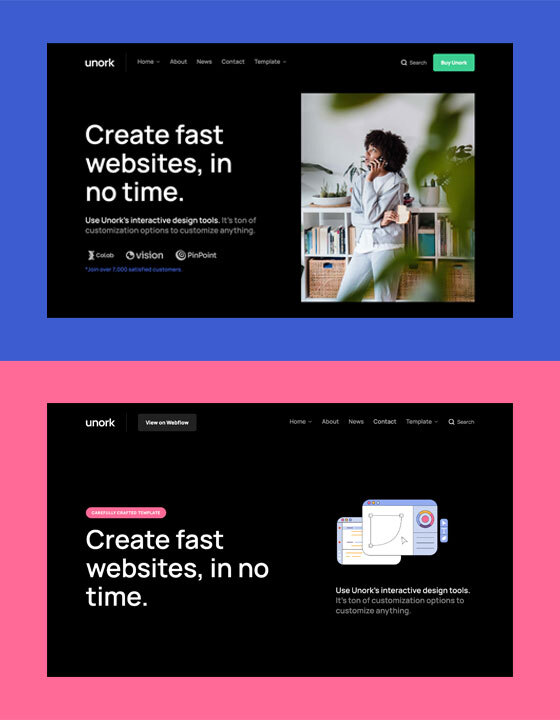 unork Home About News Contact Template Search Buy Unork
Create fast
websites, in
no time.
Use Unork's interactive design tools. It's ton of
customization options to customize anything.
CoLab vision PinPoint
*Join over 7,000 satisfied customers.
unork View on Webflow Home About News Contact Template Search
CAREFULLY CRAFTED TEMPLATE
Create fast
websites, in no
time.
Use Unork's interactive design tools.
It's ton of customization options to
customize anything.